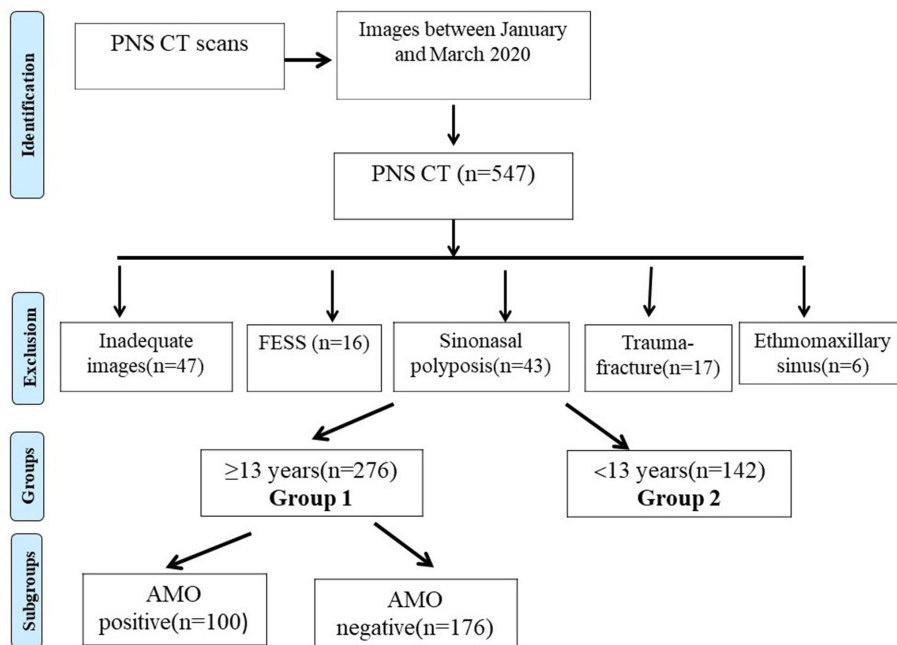 Identification
PNS CT scans
Images between January
and March 2020
PNS CT (n=547)
Exclusiom
Inadequate
images(n=47)
FESS (n=16)
Sinonasal
polyposis(n=43)
Trauma-
fracture(n=17)
Ethmomaxillary
sinus(n=6)
Groups
≥13 years(n=276)
Group 1
<13 years(n=142)
Group 2
Subgroups
AMO
positive(n=100)
AMO
negative(n=176)